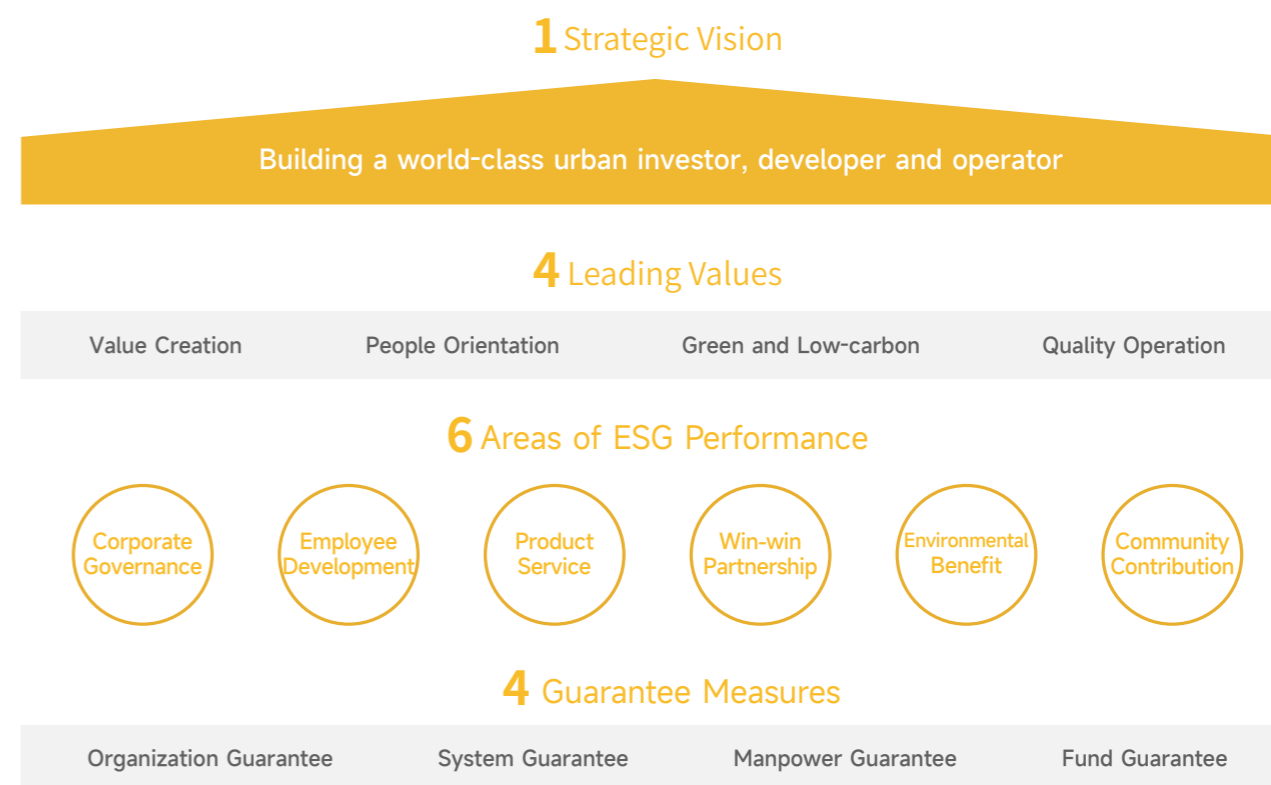 1 Strategic Vision
Building a world-class urban investor, developer and operator
4 Leading Values
Value Creation People Orientation Green and Low-carbon Quality Operation
6 Areas of ESG Performance
Corporate
Governance
Employee
Development
Product
Service
Win-win
Partnership
Environmental
Benefit
Community
Contribution
4 Guarantee Measures
Organization Guarantee System Guarantee Manpower Guarantee Fund Guarantee